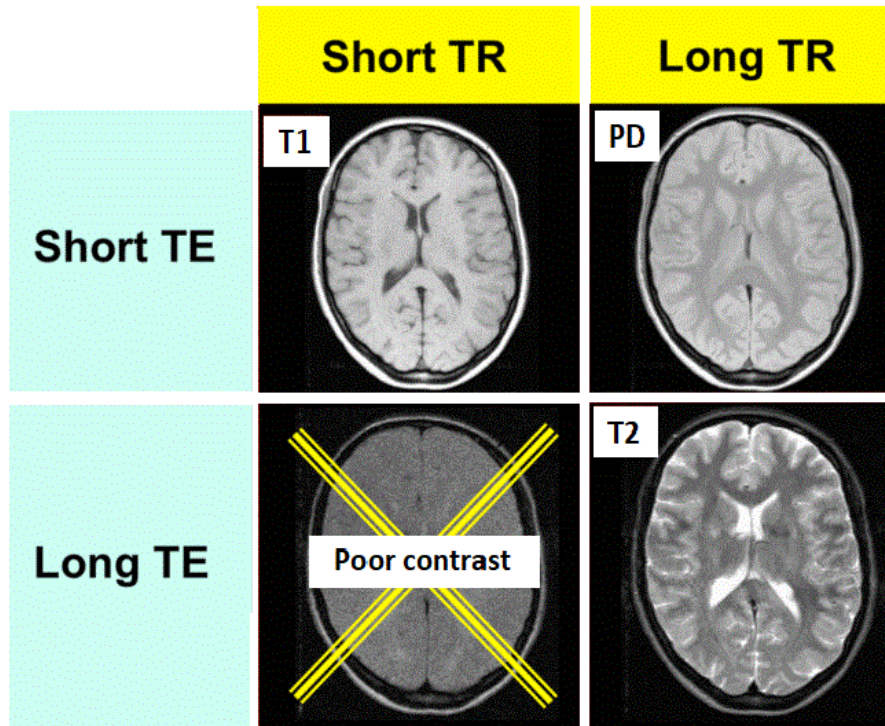 Short TR
Long TR
Short TE
T1
PD
Long TE
Poor contrast
T2